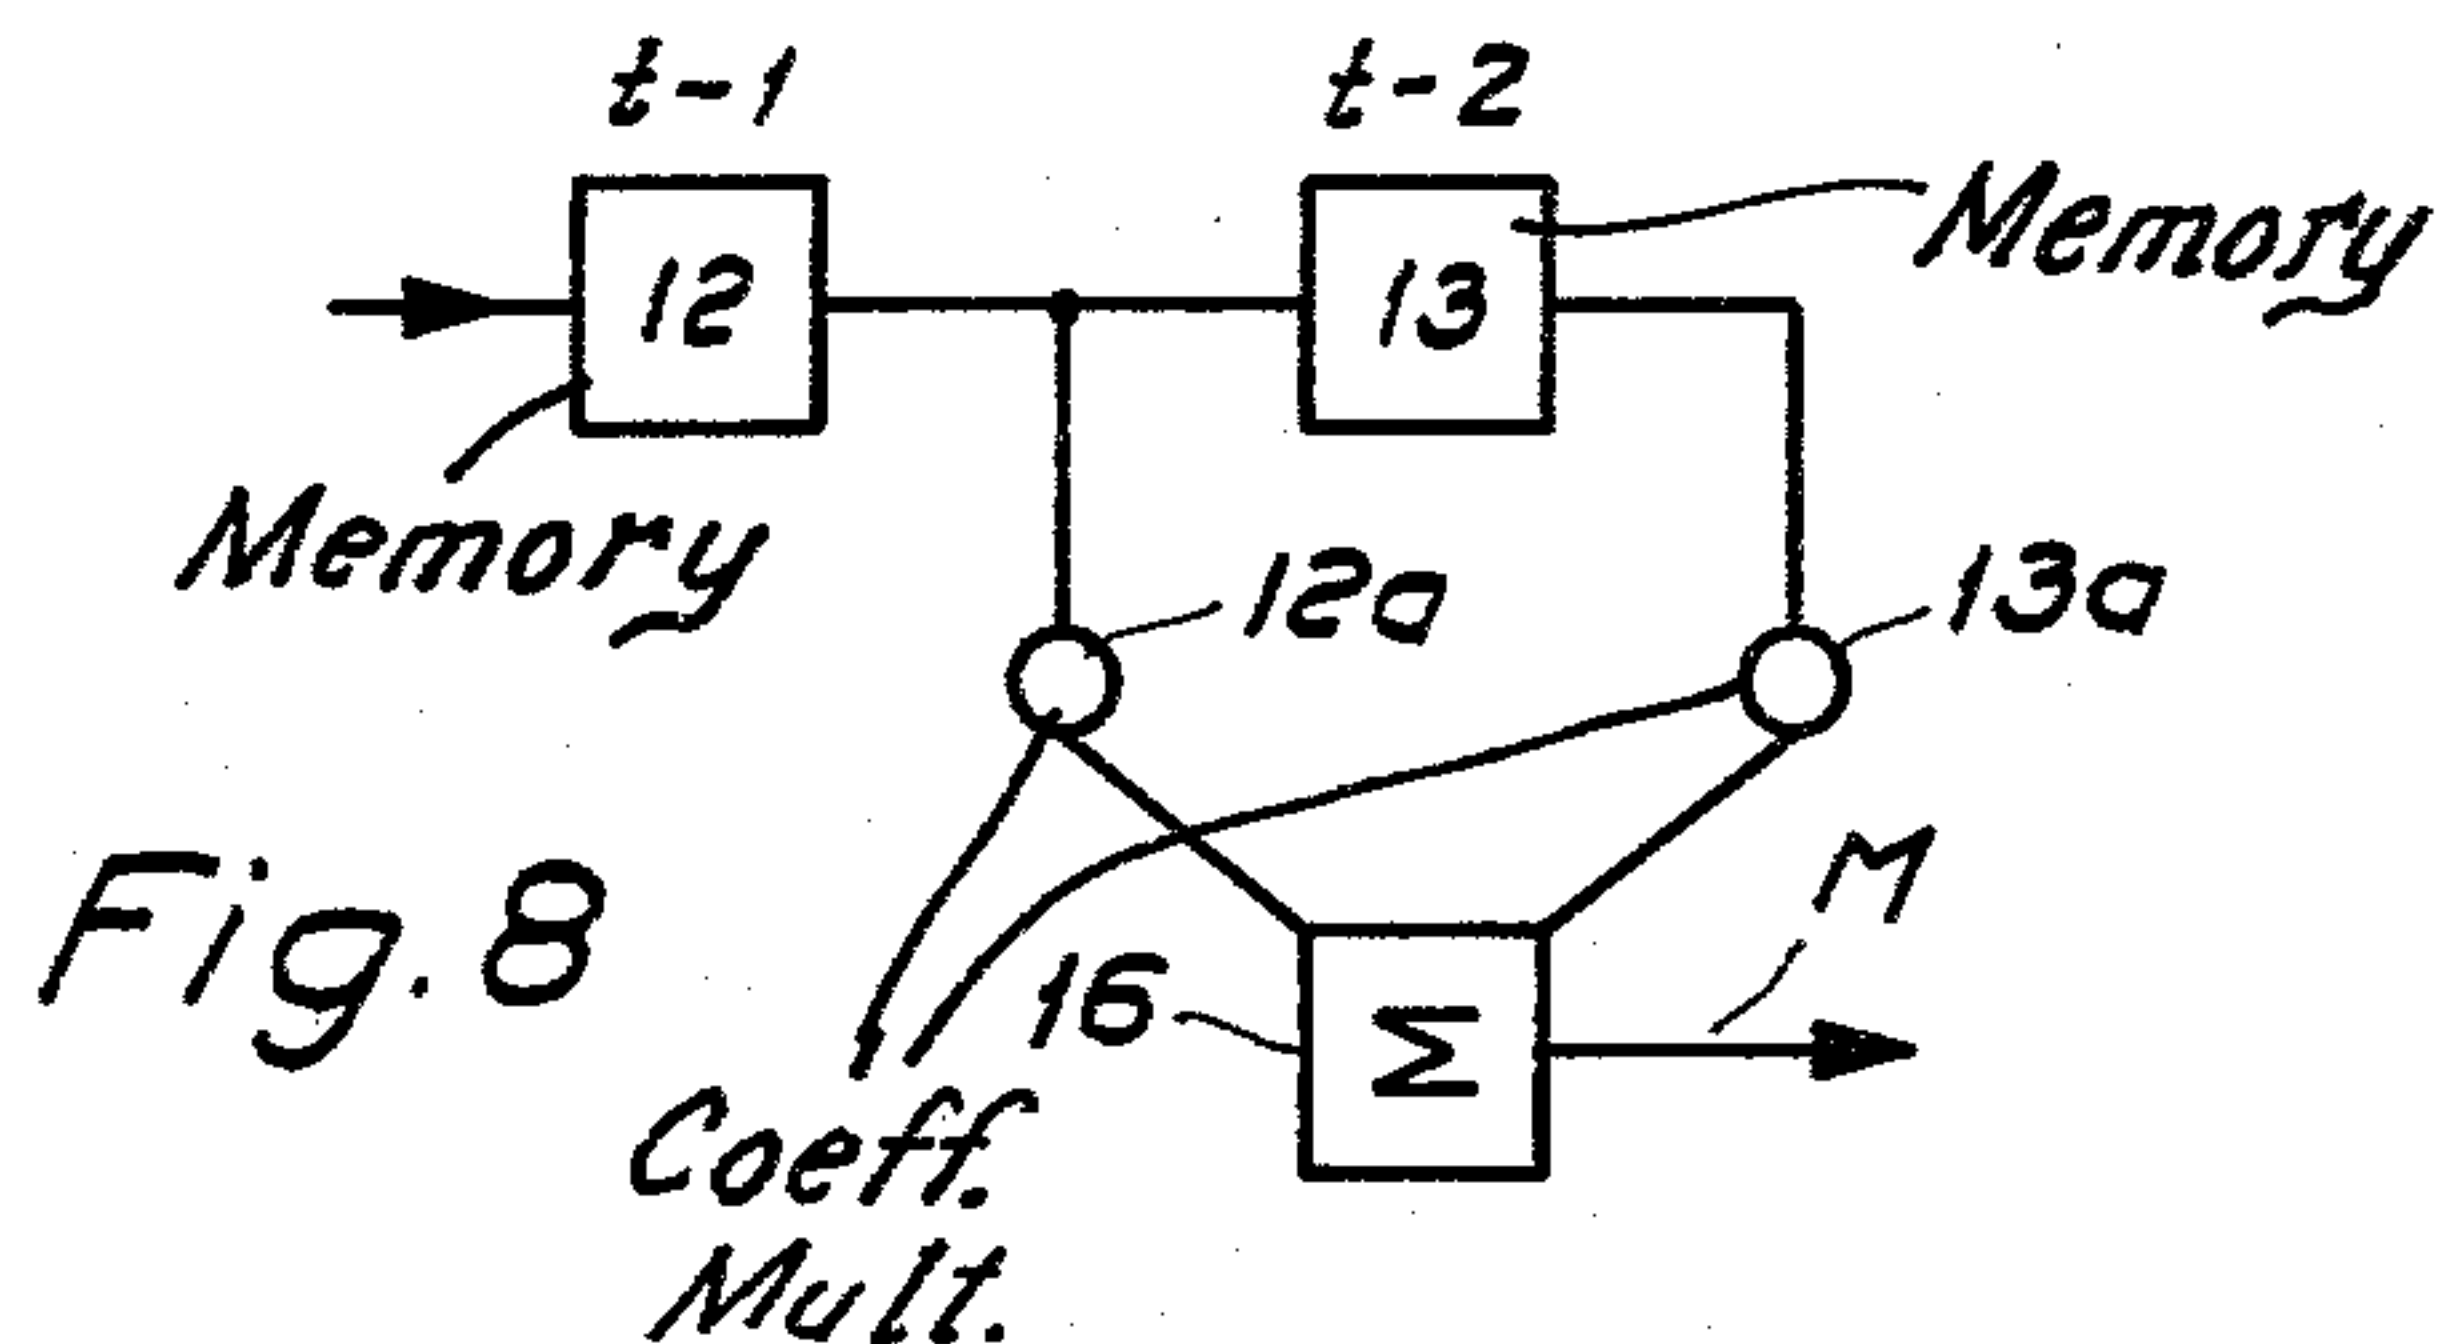 t-1
t-2
12
13
Memory
Memory
12a
13a
Fig. 8
M
16
Σ
Coeff.
Mult.